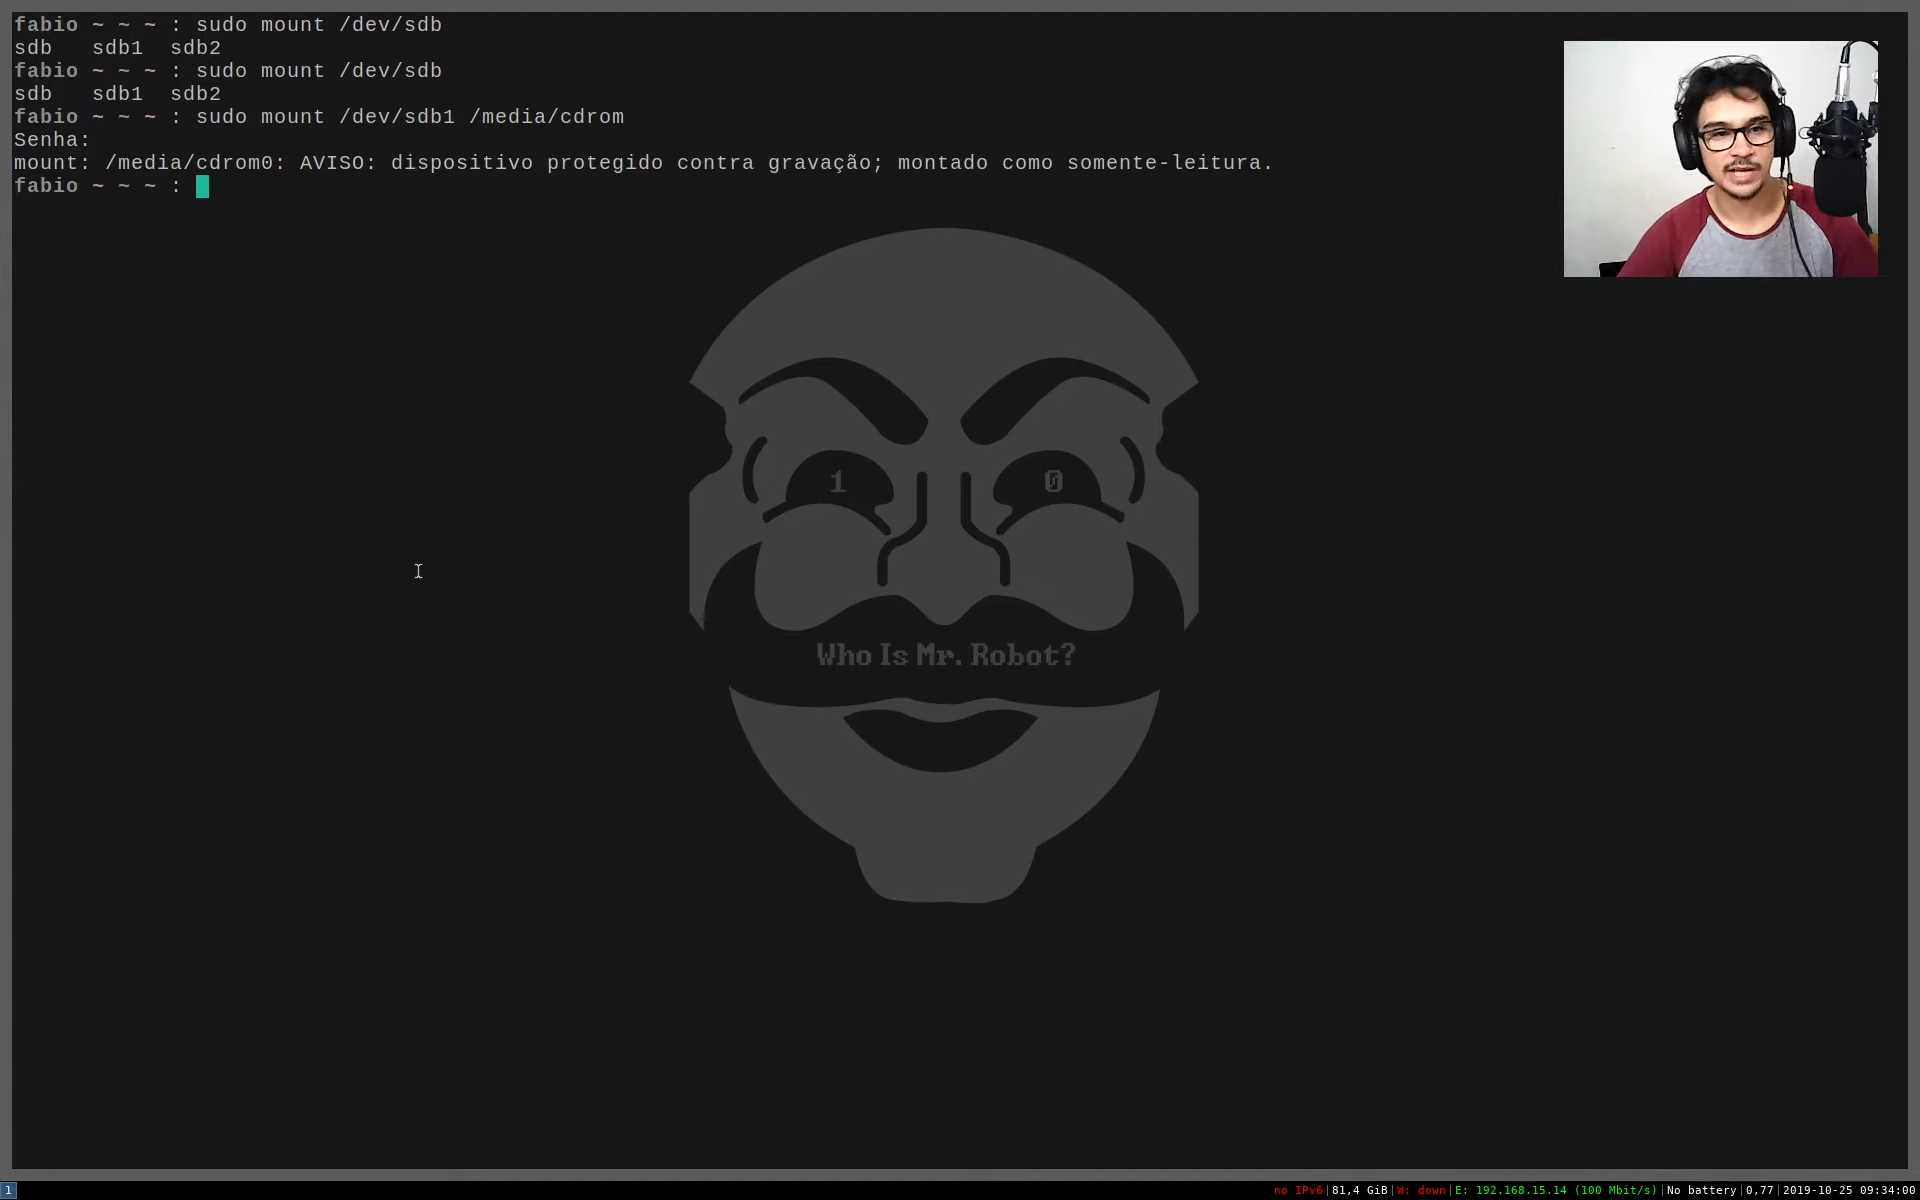 fabio ~ ~ ~ : sudo mount /dev/sdb
sdb   sdb1  sdb2
fabio ~ ~ ~ : sudo mount /dev/sdb
sdb   sdb1  sdb2
fabio ~ ~ ~ : sudo mount /dev/sdb1 /media/cdrom
Senha:
mount: /media/cdrom0: AVISO: dispositivo protegido contra gravação; montado como somente-leitura.
fabio ~ ~ ~ :
1 0
Who Is Mr. Robot?
1 no IPv6|81,4 GiB|W: down|E: 192.168.15.14 (100 Mbit/s)|No battery|0,77|2019-10-25 09:34:00